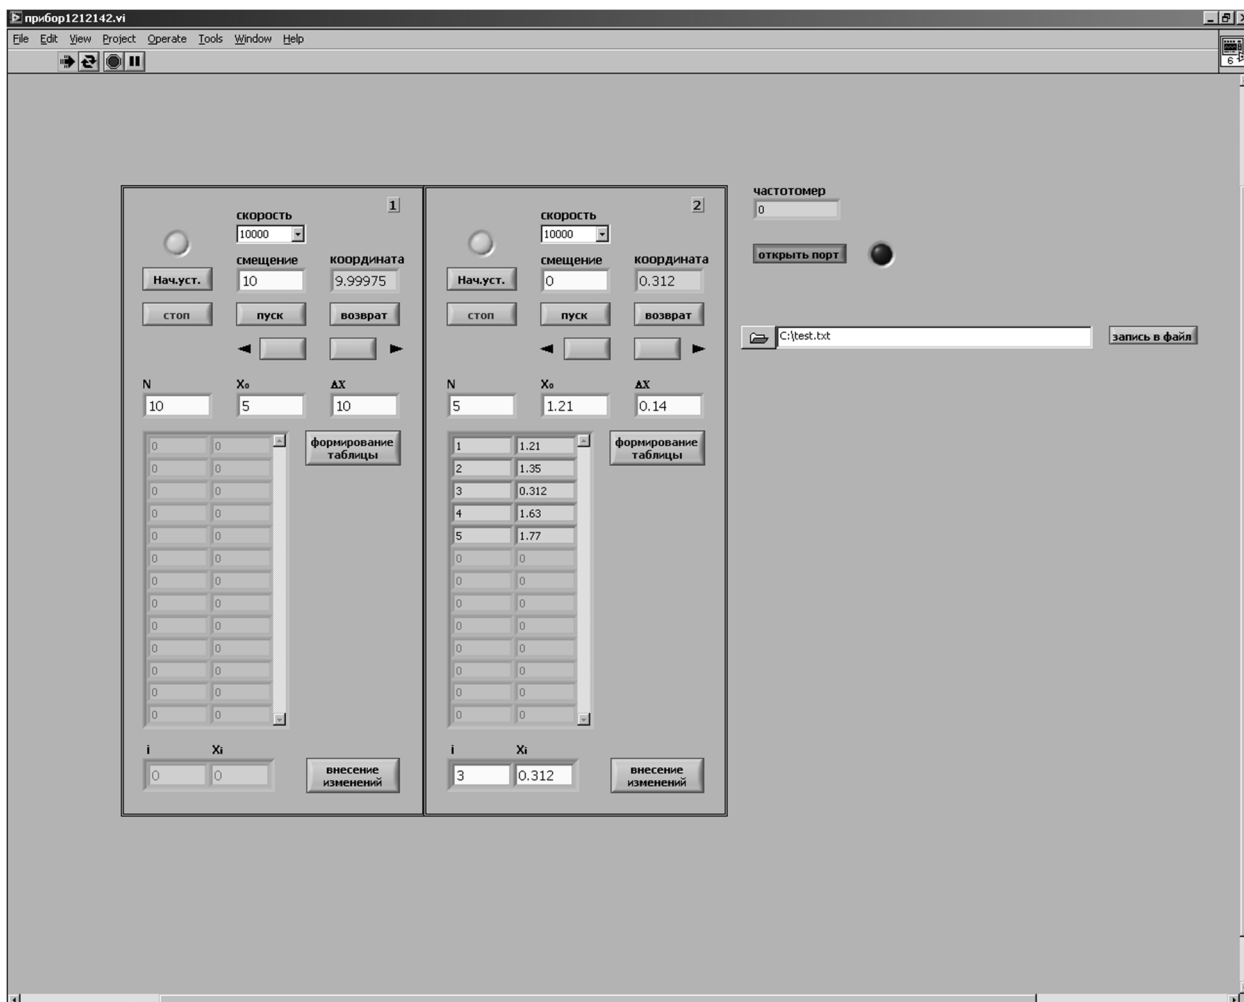 прибор1212142.vi
File Edit View Project Operate Tools Window Help
6
1
скорость
10000
смещение координата
Нач.уст. 10 9.99975
стоп пуск возврат
N X₀ ΔX
10 5 10
формирование
таблицы
0 0
0 0
0 0
0 0
0 0
0 0
0 0
0 0
0 0
0 0
0 0
0 0
0 0
i Xi
0 0
внесение
изменений
2
скорость
10000
смещение координата
Нач.уст. 0 0.312
стоп пуск возврат
N X₀ ΔX
5 1.21 0.14
формирование
таблицы
1 1.21
2 1.35
3 0.312
4 1.63
5 1.77
0 0
0 0
0 0
0 0
0 0
0 0
0 0
0 0
i Xi
3 0.312
внесение
изменений
частотомер
0
открыть порт
C:\test.txt
запись в файл